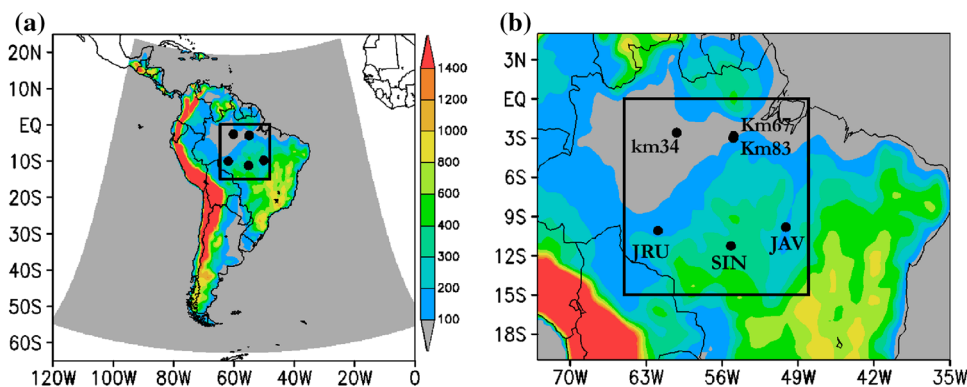 (a)
20N
10N
EQ
10S
20S
30S
40S
50S
60S
120W 100W 80W 60W 40W 20W 0
1400
1200
1000
800
600
400
300
200
100
(b)
3N
EQ
3S
6S
9S
12S
15S
18S
70W 63W 56W 49W 42W 35W
Km67
km34 Km83
JRU SIN JAV